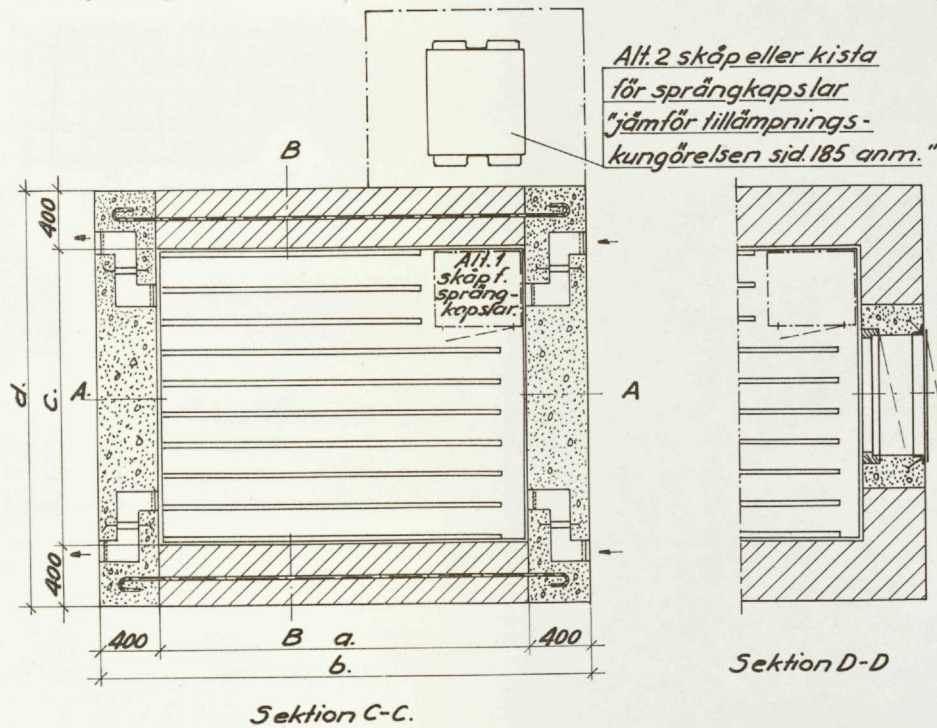 Alt. 2 skåp eller kista
för sprängkapslar
"jämför tillämpnings-
kungörelsen sid. 185 anm."
B
400
Alt. 1
skåp f.
spräng-
kapslar.
d.
c.
A.
A
400
400
B
a.
400
b.
Sektion C-C.
Sektion D-D